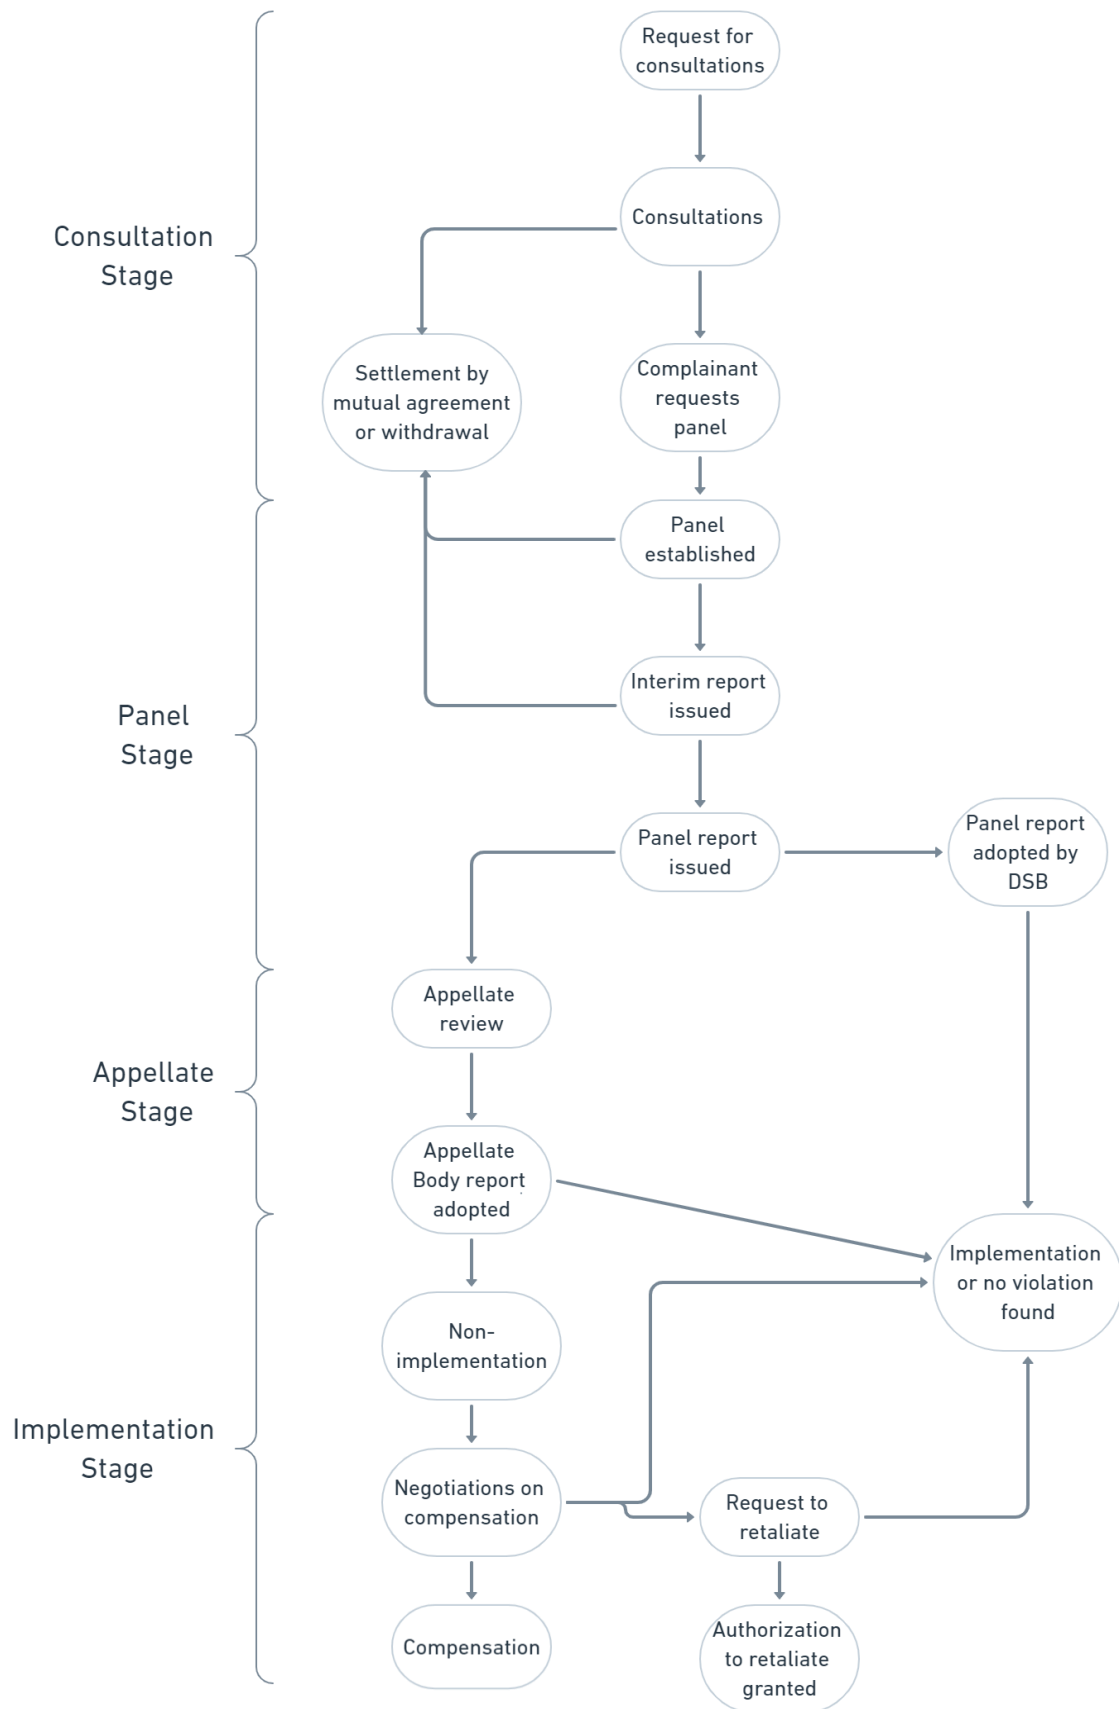 Request for
consultations
Consultations
Consultation
Stage
Settlement by
mutual agreement
or withdrawal
Complainant
requests
panel
Panel
established
Interim report
issued
Panel
Stage
Panel report
issued
Panel report
adopted by
DSB
Appellate
review
Appellate
Stage
Appellate
Body report
adopted
Implementation
or no violation
found
Non-
implementation
Implementation
Stage
Negotiations on
compensation
Request to
retaliate
Compensation
Authorization
to retaliate
granted